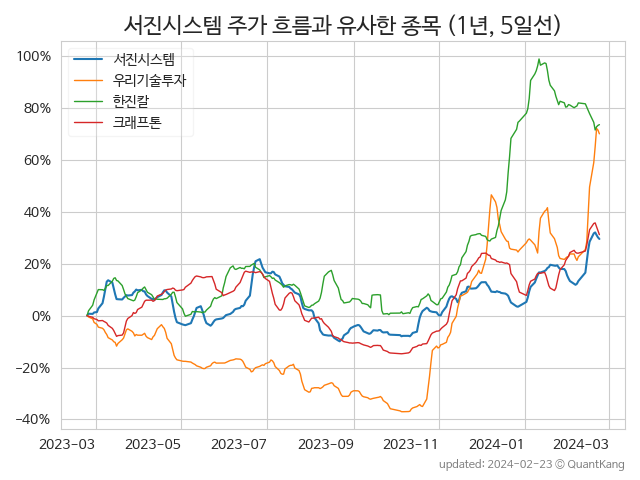 서진시스템 주가 흐름과 유사한 종목 (1년, 5일선)
서진시스템
우리기술투자
한진칼
크래프톤
100%
80%
60%
40%
20%
0%
−20%
−40%
2023-03 2023-05 2023-07 2023-09 2023-11 2024-01 2024-03
updated: 2024-02-23 ⓒ QuantKang